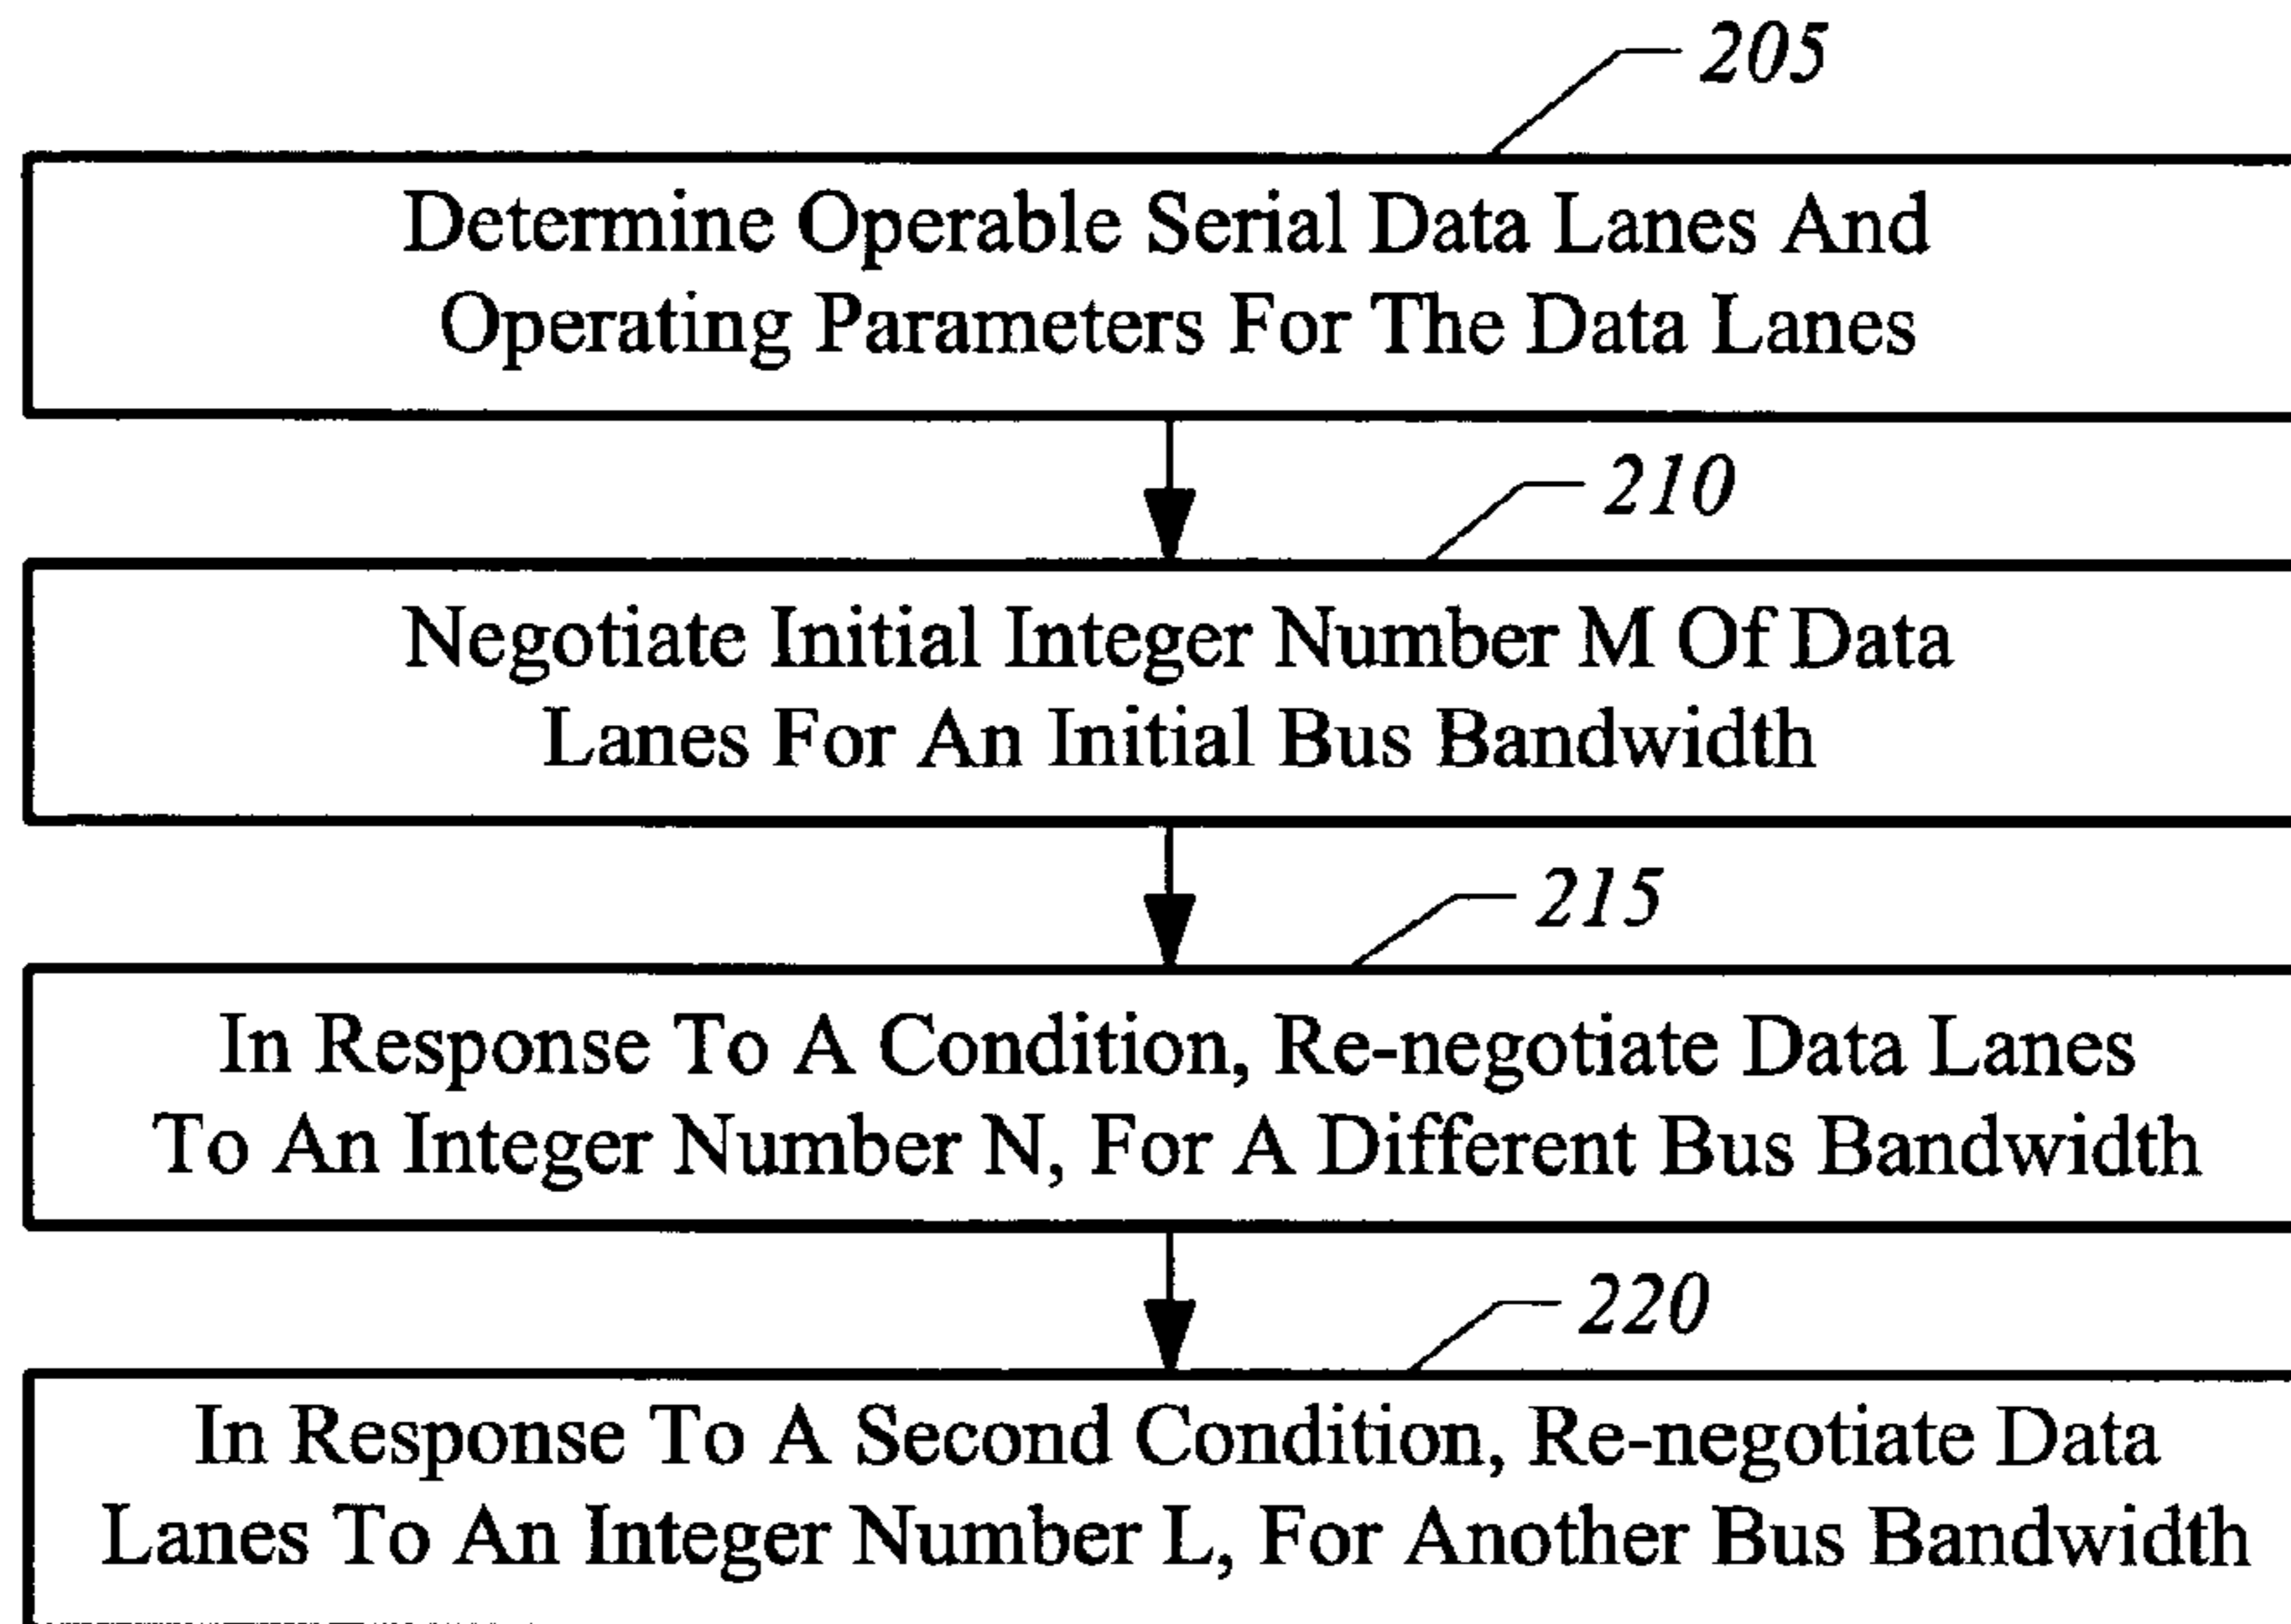 205
Determine Operable Serial Data Lanes And
Operating Parameters For The Data Lanes
210
Negotiate Initial Integer Number M Of Data
Lanes For An Initial Bus Bandwidth
215
In Response To A Condition, Re-negotiate Data Lanes
To An Integer Number N, For A Different Bus Bandwidth
220
In Response To A Second Condition, Re-negotiate Data
Lanes To An Integer Number L, For Another Bus Bandwidth